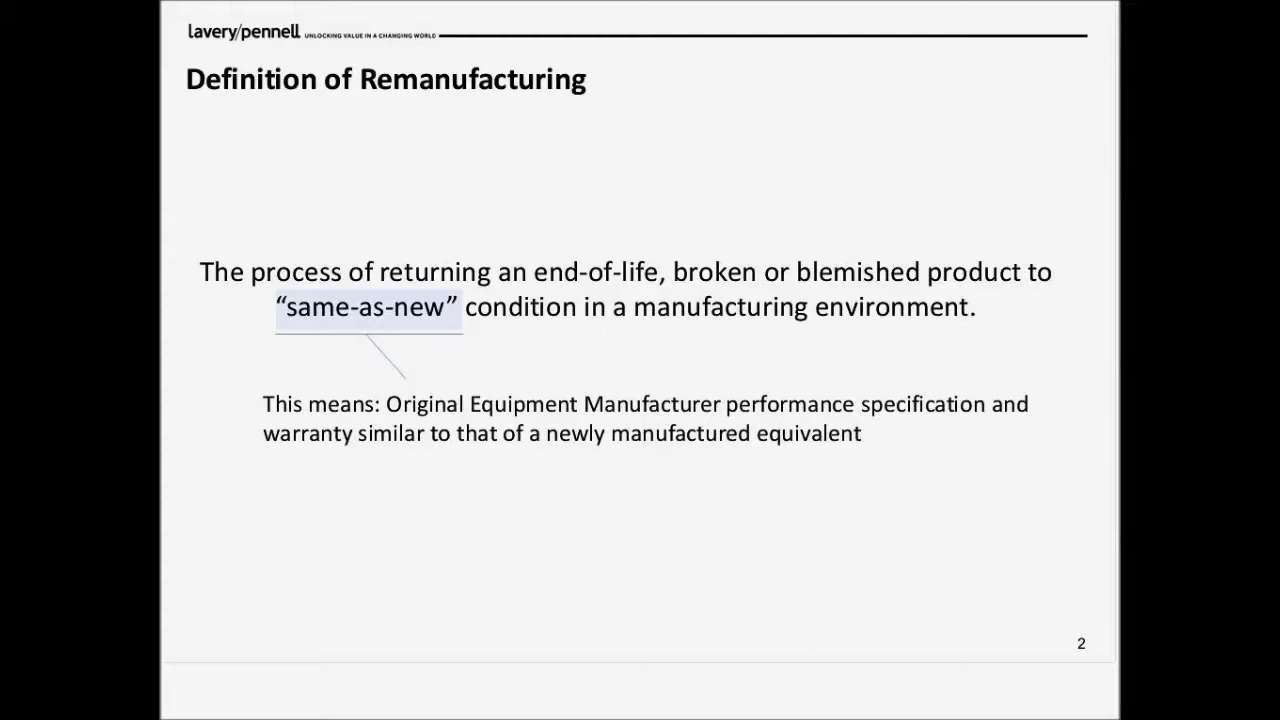 lavery/pennell UNLOCKING VALUE IN A CHANGING WORLD
Definition of Remanufacturing
The process of returning an end-of-life, broken or blemished product to
“same-as-new” condition in a manufacturing environment.
This means: Original Equipment Manufacturer performance specification and
warranty similar to that of a newly manufactured equivalent
2